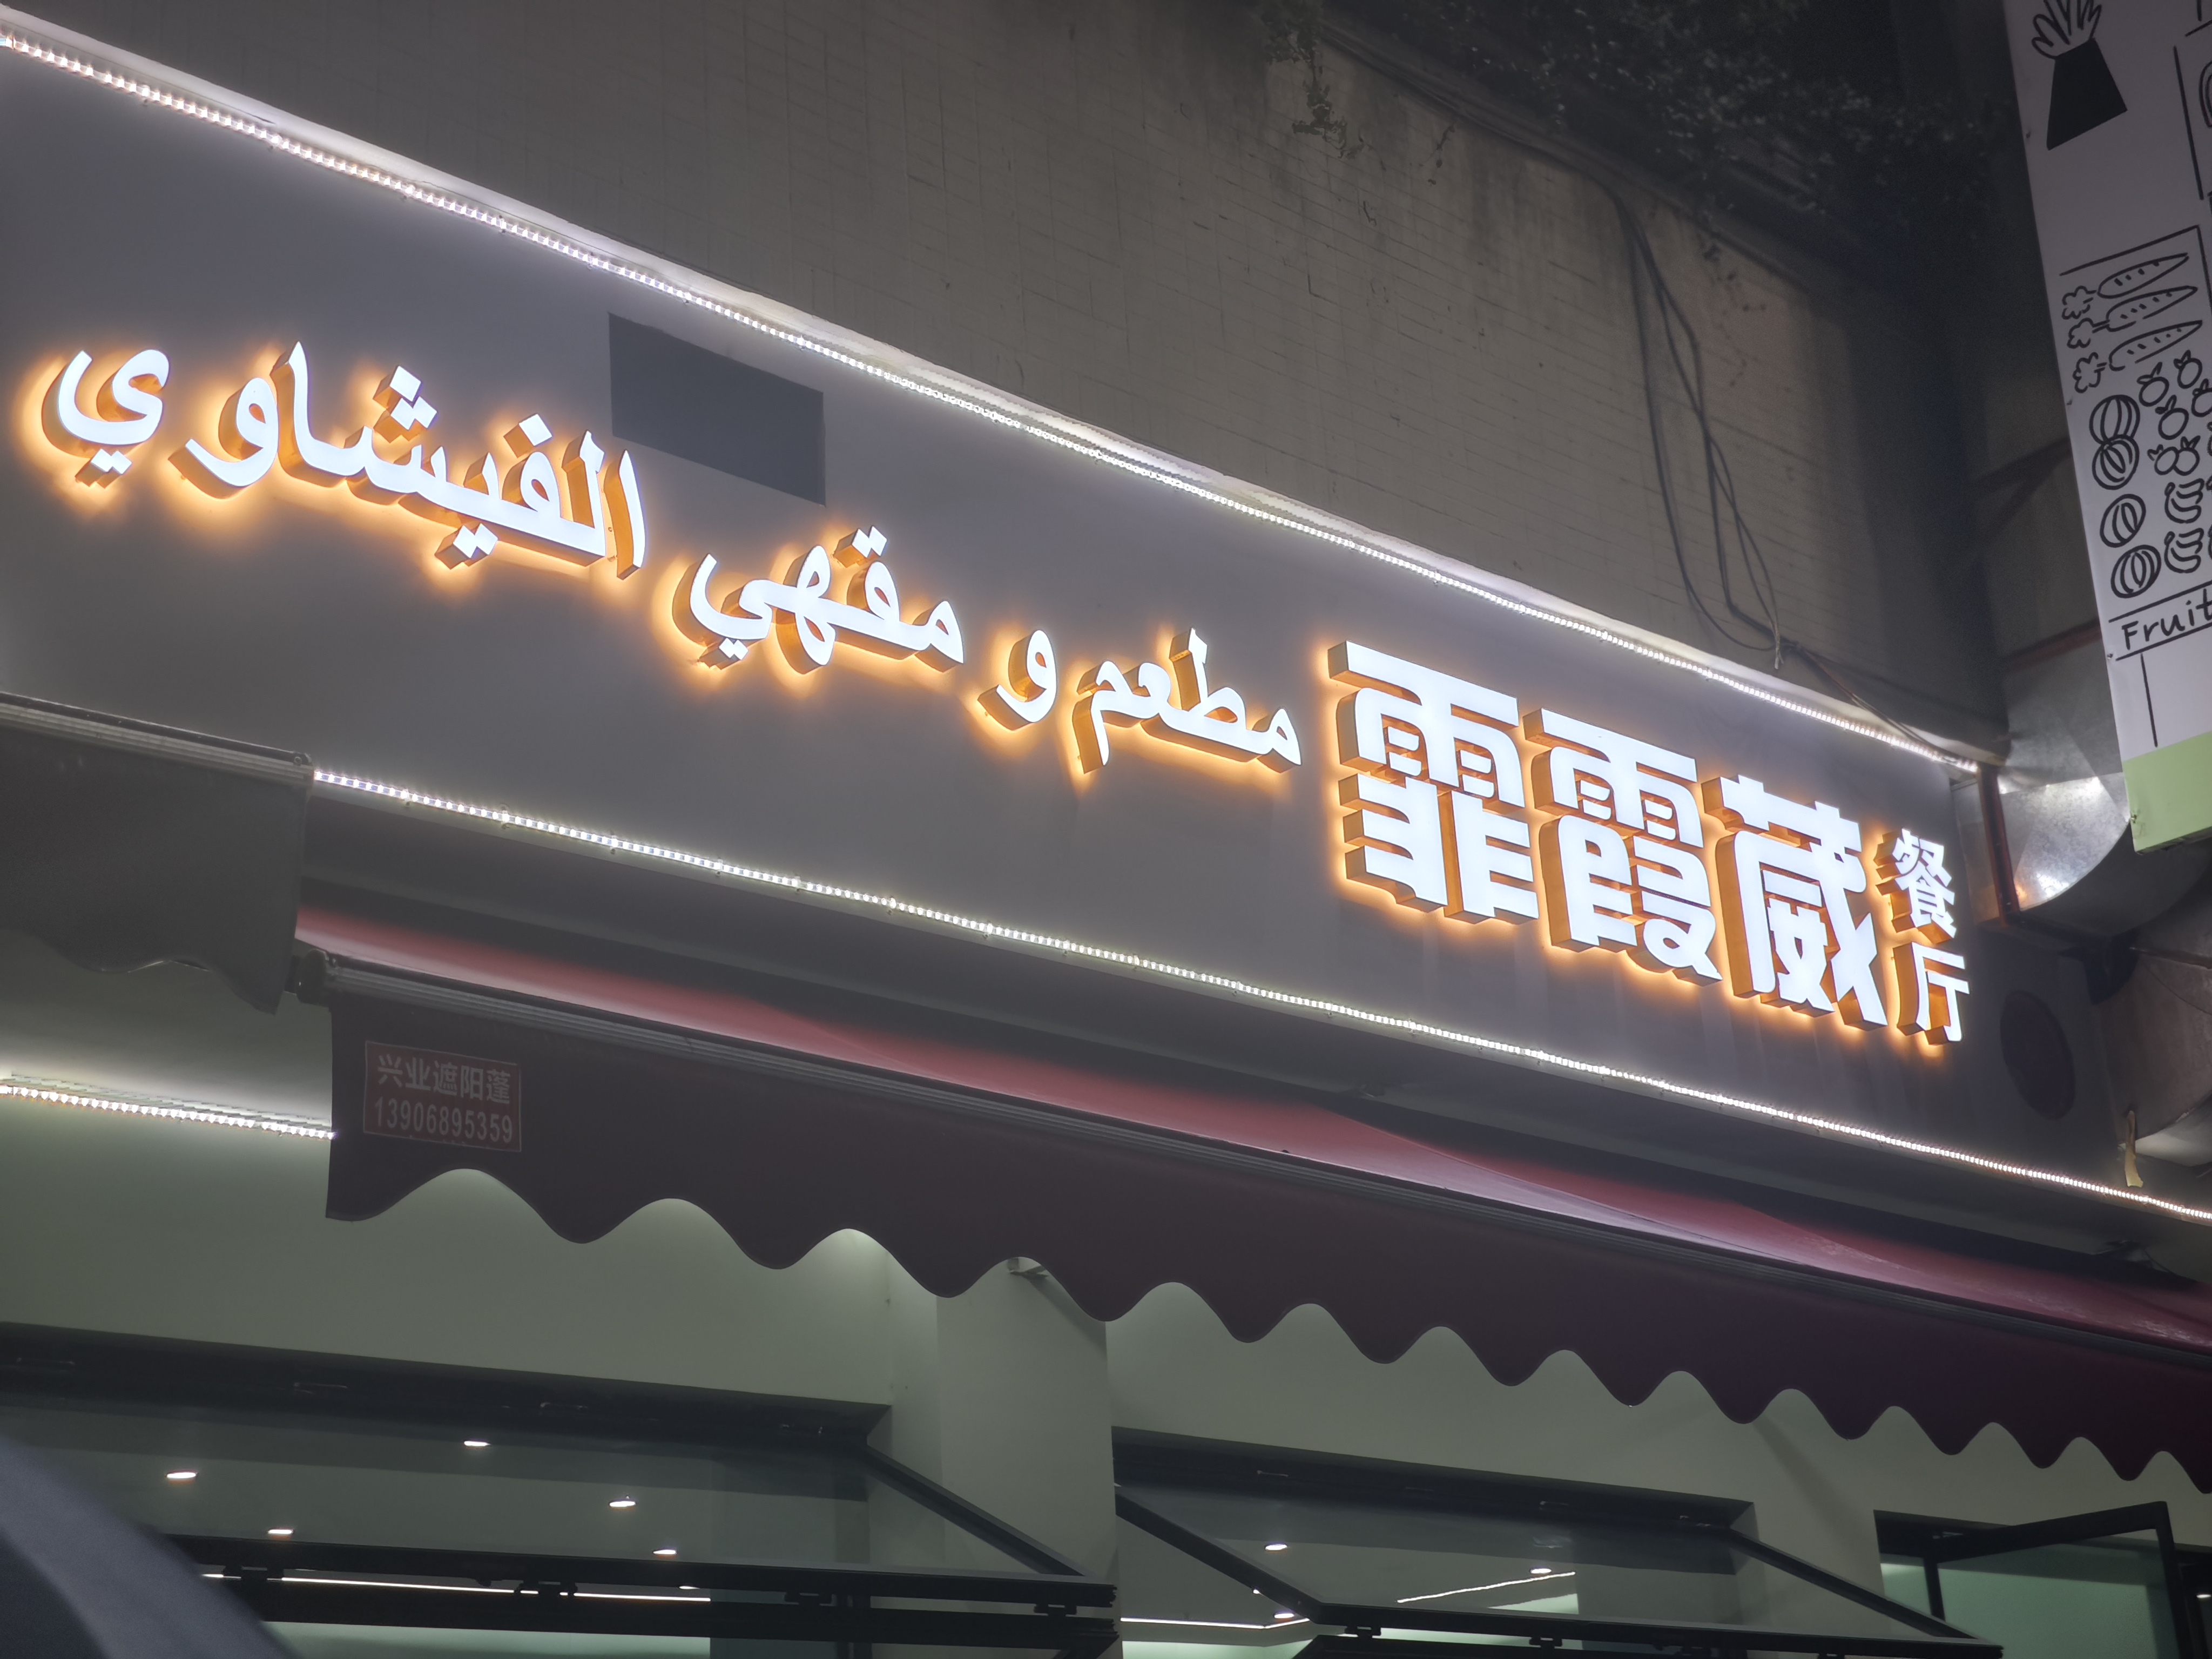 مطعم و مقهي الفيشاوي
霏霞葳
餐厅
兴业遮阳蓬
13906895359
Fruit